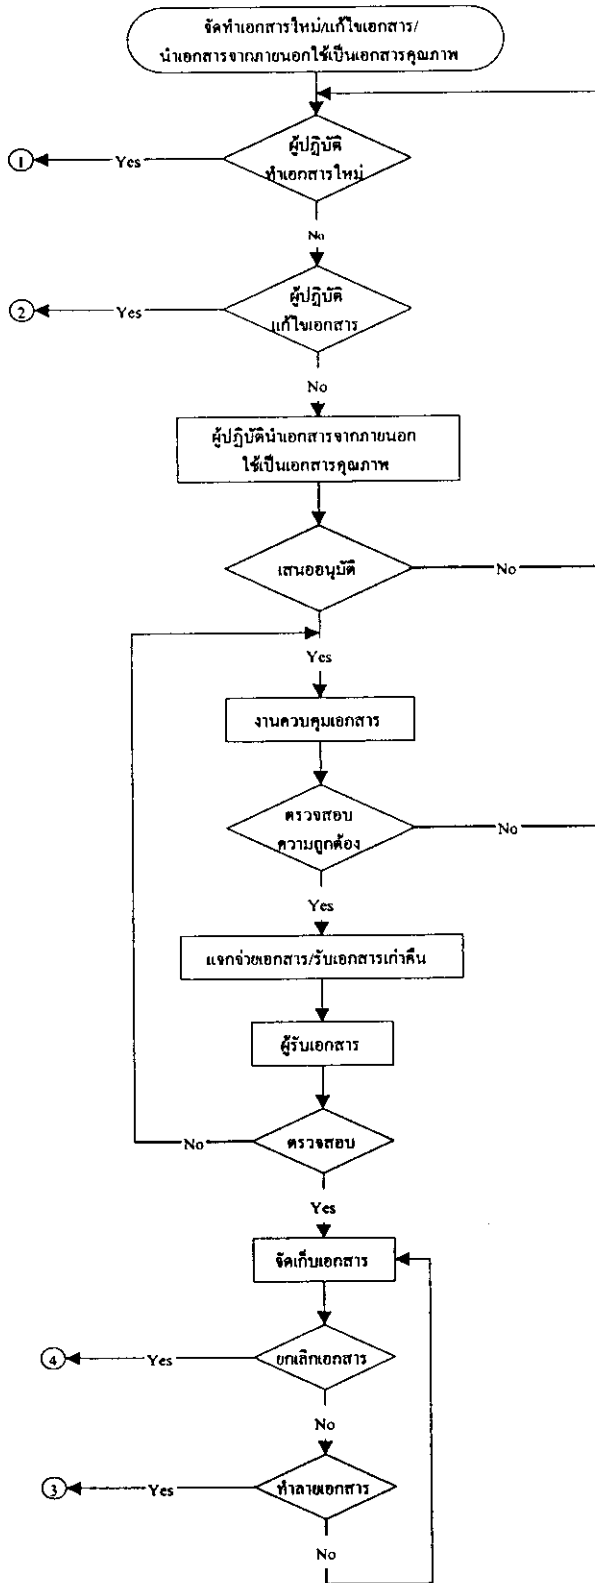 จัดทำเอกสารใหม่/แก้ไขเอกสาร/
นำเอกสารจากภายนอกใช้เป็นเอกสารคุณภาพ
ผู้ปฏิบัติ
ทำเอกสารใหม่
1
Yes
No
ผู้ปฏิบัติ
แก้ไขเอกสาร
2
Yes
No
ผู้ปฏิบัตินำเอกสารจากภายนอก
ใช้เป็นเอกสารคุณภาพ
เสนออนุมัติ
No
Yes
งานควบคุมเอกสาร
ตรวจสอบ
ความถูกต้อง
No
Yes
แจกจ่ายเอกสาร/รับเอกสารเก่าคืน
ผู้รับเอกสาร
No
ตรวจสอบ
Yes
จัดเก็บเอกสาร
4
Yes
ยกเลิกเอกสาร
No
3
Yes
ทำลายเอกสาร
No